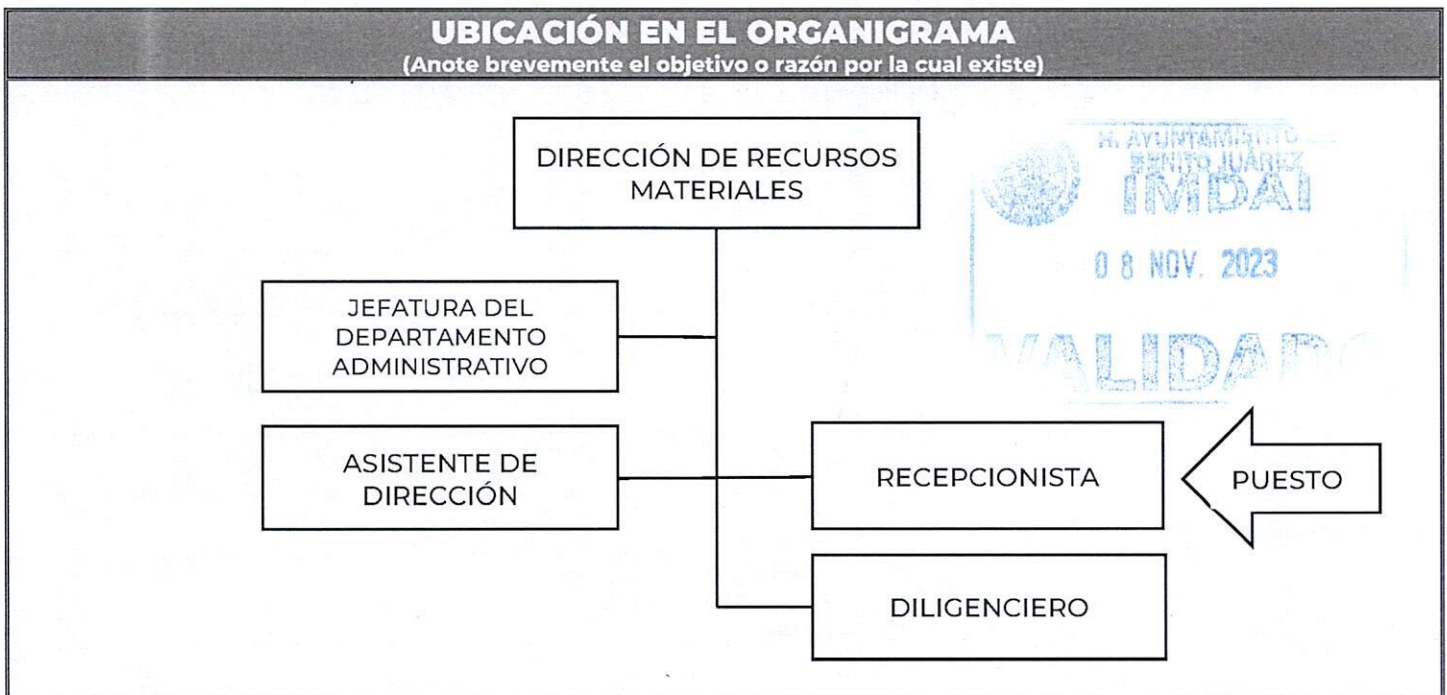 UBICACIÓN EN EL ORGANIGRAMA
(Anote brevemente el objetivo o razón por la cual existe)
DIRECCIÓN DE RECURSOS
MATERIALES
H. AYUNTAMIENTO
BENITO JUÁREZ
IMDAI
08 NOV. 2023
VALIDADO
JEFATURA DEL
DEPARTAMENTO
ADMINISTRATIVO
ASISTENTE DE
DIRECCIÓN
RECEPCIONISTA
PUESTO
DILIGENCIERO